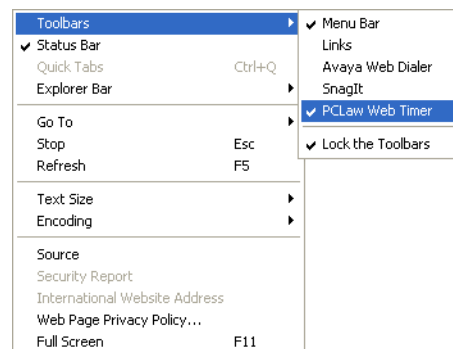 Toolbars
Status Bar
Quick Tabs Ctrl+Q
Explorer Bar
Go To
Stop Esc
Refresh F5
Text Size
Encoding
Source
Security Report
International Website Address
Web Page Privacy Policy...
Full Screen F11
Menu Bar
Links
Avaya Web Dialer
SnagIt
PCLaw Web Timer
Lock the Toolbars